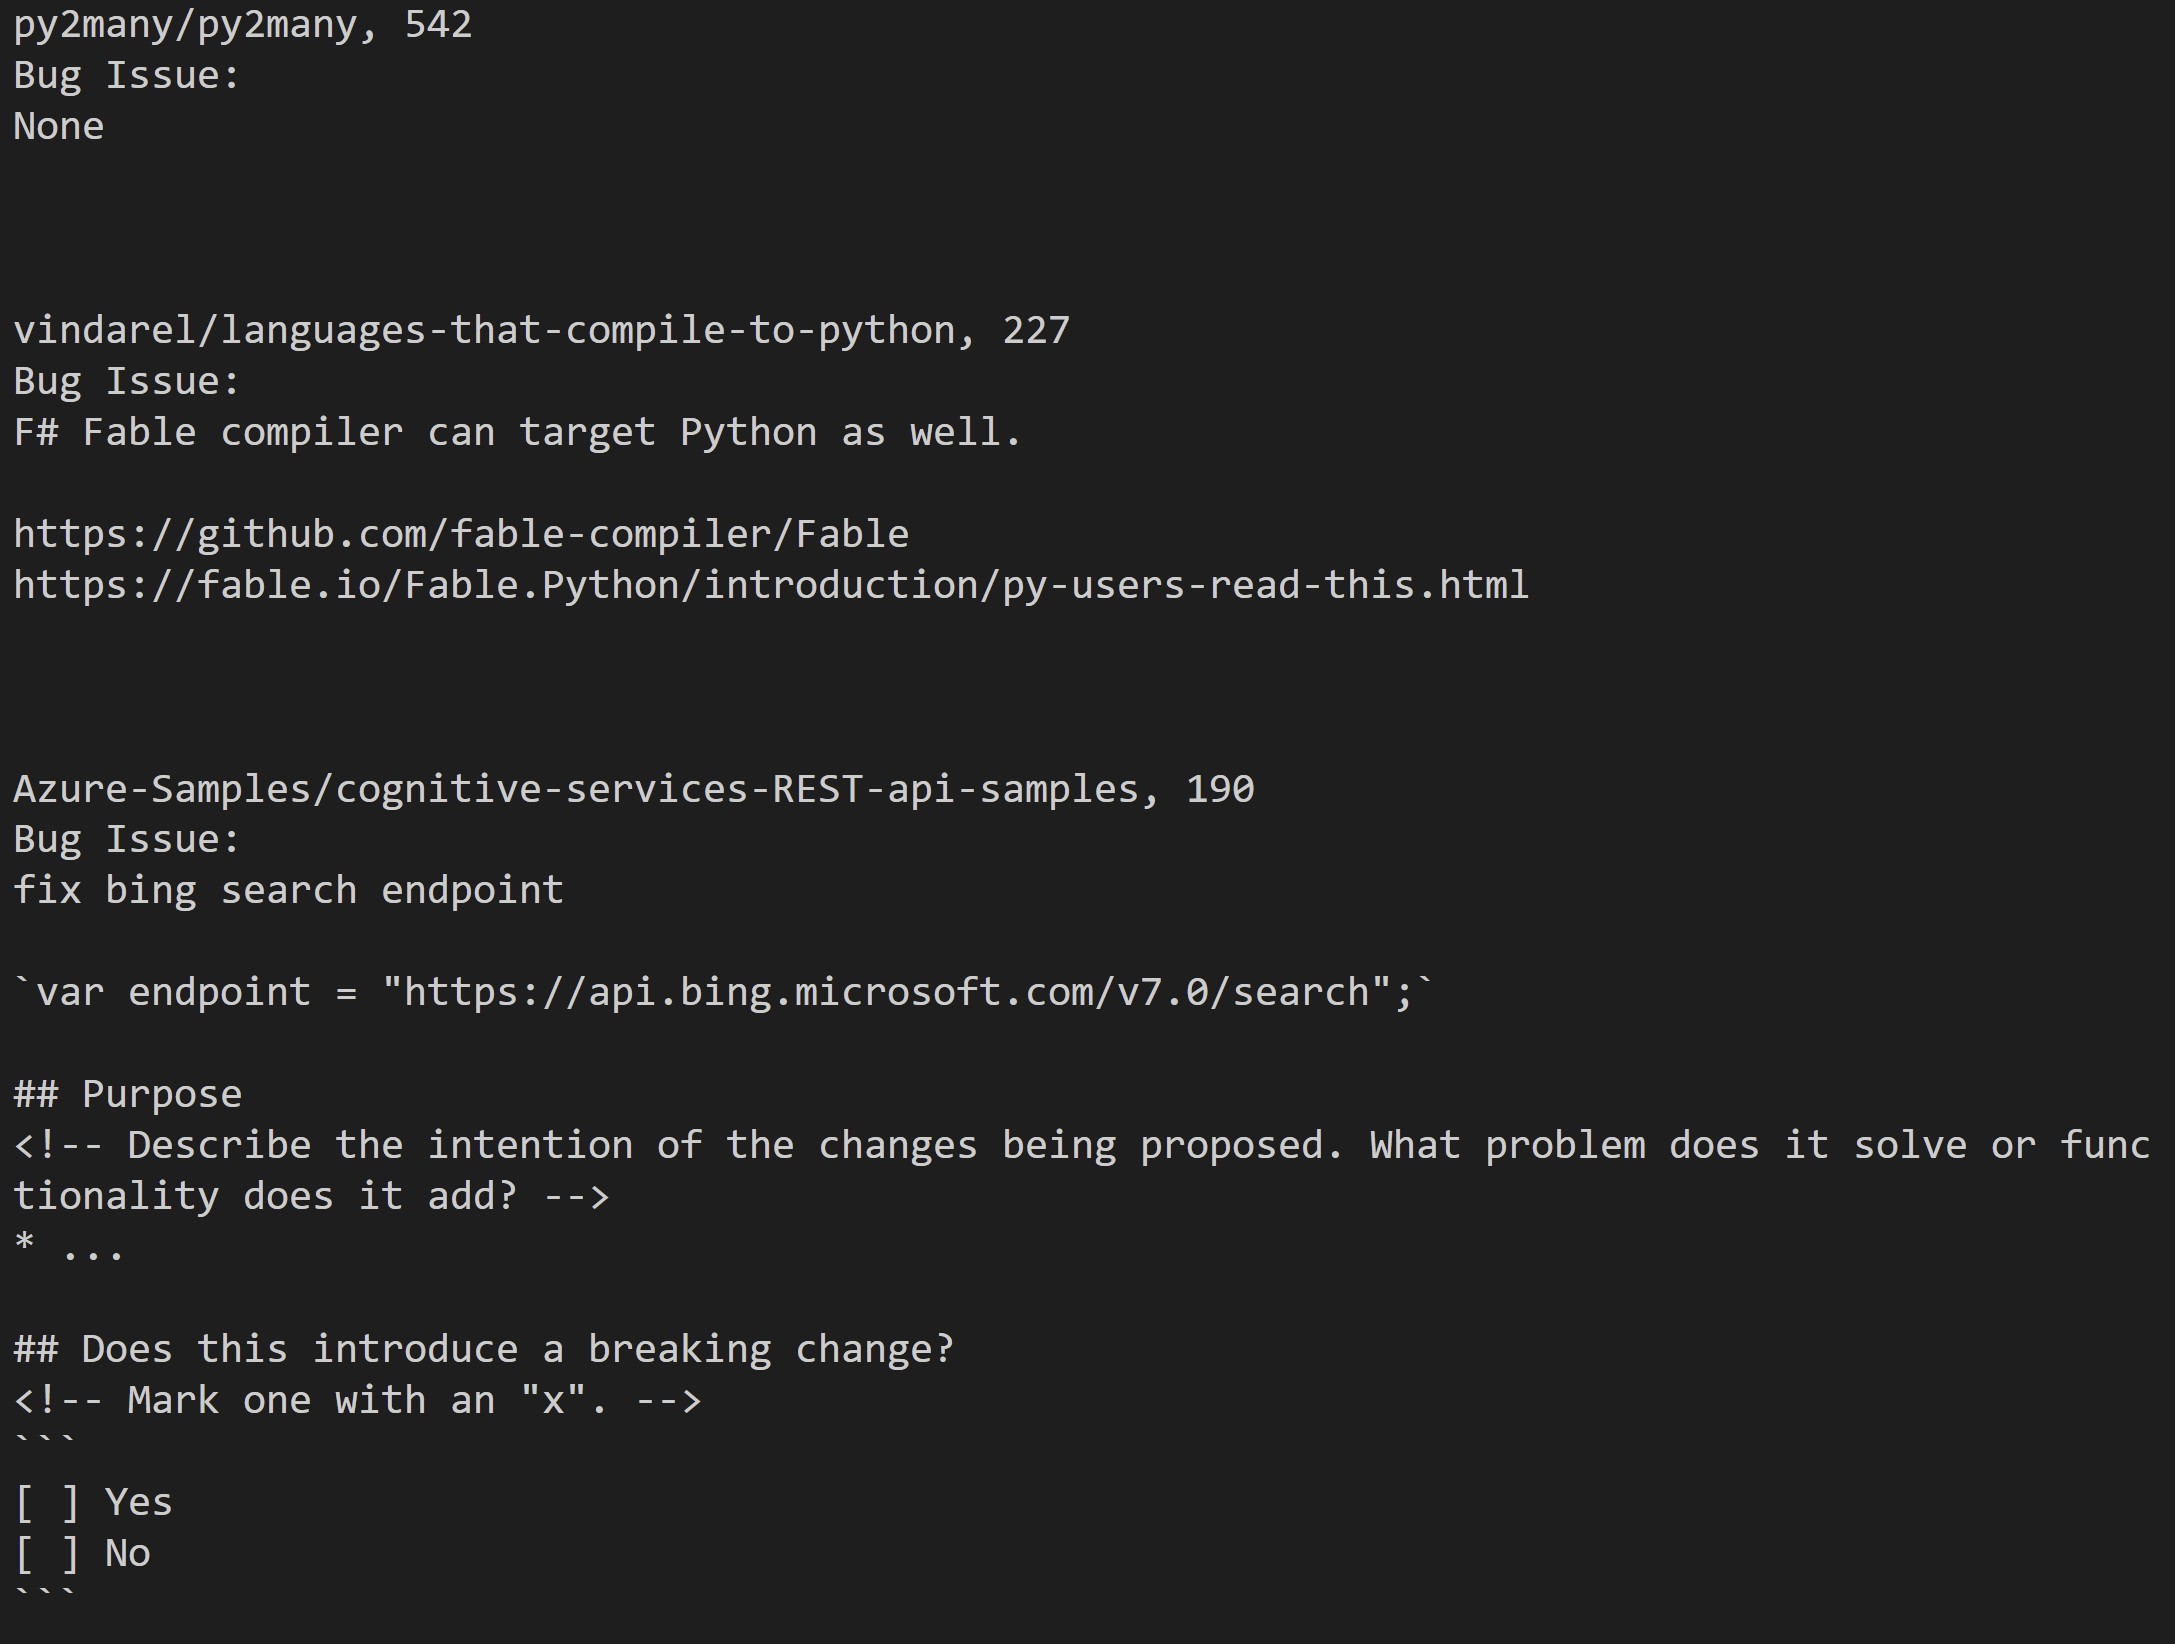 py2many/py2many, 542
Bug Issue:
None
vindarel/languages-that-compile-to-python, 227
Bug Issue:
F# Fable compiler can target Python as well.
https://github.com/fable-compiler/Fable
https://fable.io/Fable.Python/introduction/py-users-read-this.html
Azure-Samples/cognitive-services-REST-api-samples, 190
Bug Issue:
fix bing search endpoint
`var endpoint = "https://api.bing.microsoft.com/v7.0/search";`
## Purpose
<!-- Describe the intention of the changes being proposed. What problem does it solve or func
tionality does it add? -->
* ...
## Does this introduce a breaking change?
<!-- Mark one with an "x". -->
```
[ ] Yes
[ ] No
```